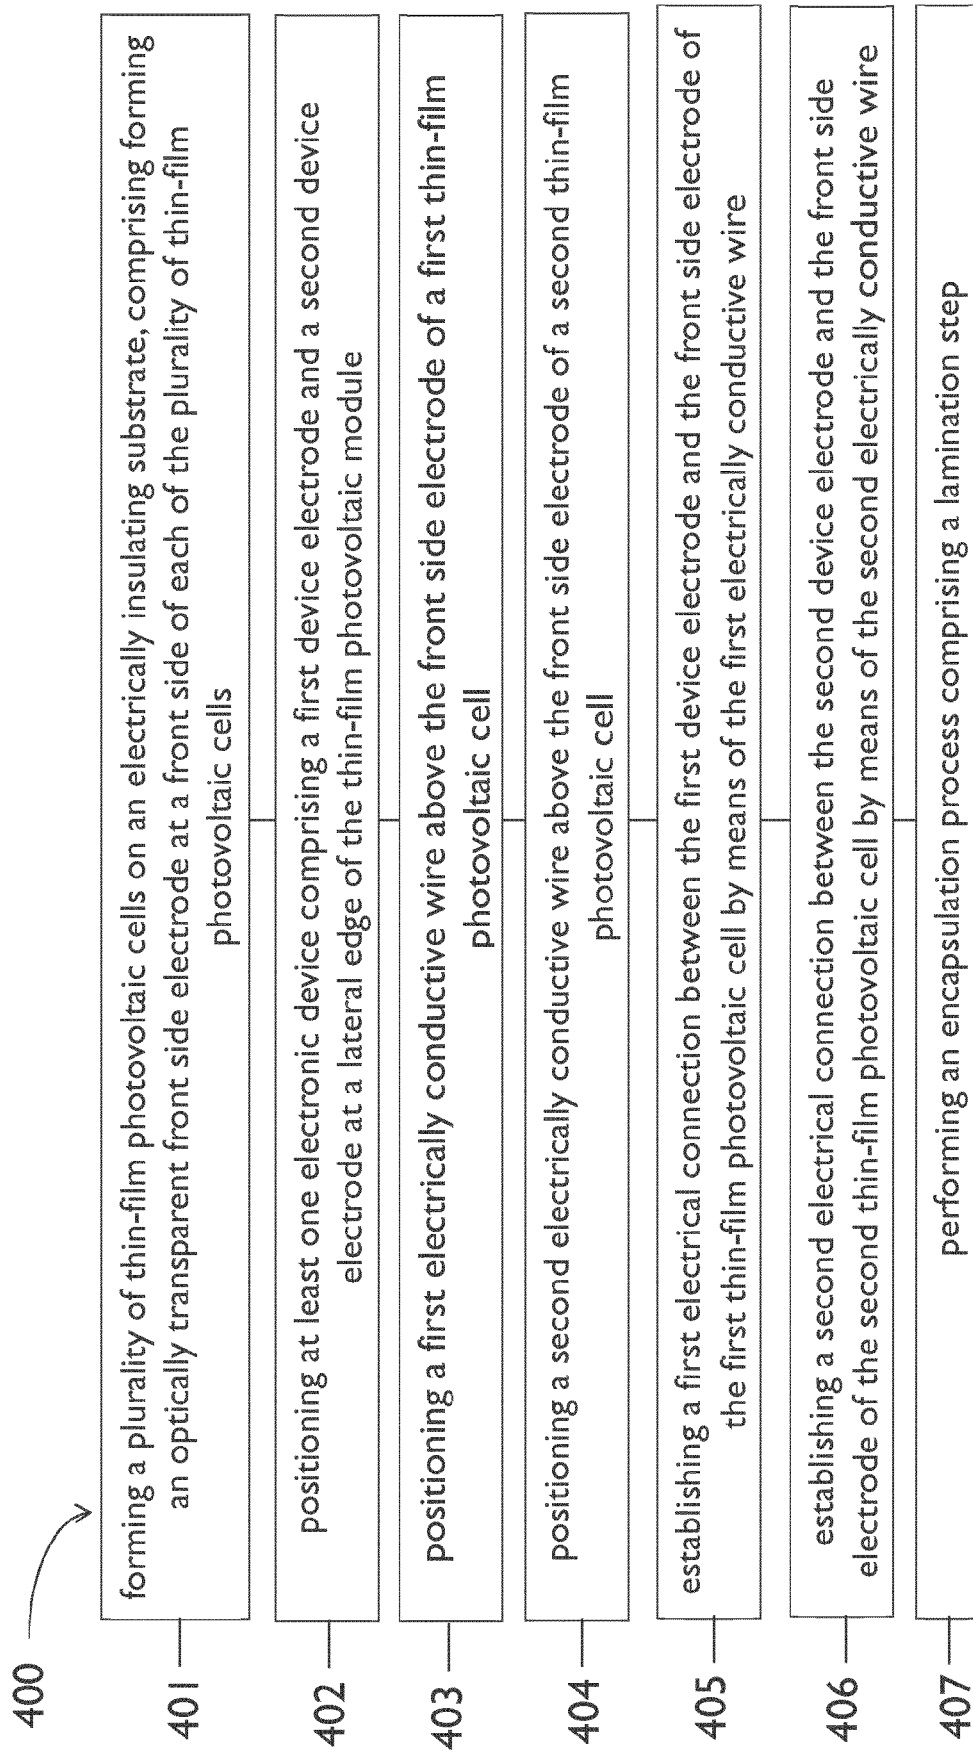 400
401
forming a plurality of thin-film photovoltaic cells on an electrically insulating substrate, comprising forming
an optically transparent front side electrode at a front side of each of the plurality of thin-film
photovoltaic cells
402
positioning at least one electronic device comprising a first device electrode and a second device
electrode at a lateral edge of the thin-film photovoltaic module
403
positioning a first electrically conductive wire above the front side electrode of a first thin-film
photovoltaic cell
404
positioning a second electrically conductive wire above the front side electrode of a second thin-film
photovoltaic cell
405
establishing a first electrical connection between the first device electrode and the front side electrode of
the first thin-film photovoltaic cell by means of the first electrically conductive wire
406
establishing a second electrical connection between the second device electrode and the front side
electrode of the second thin-film photovoltaic cell by means of the second electrically conductive wire
407
performing an encapsulation process comprising a lamination step